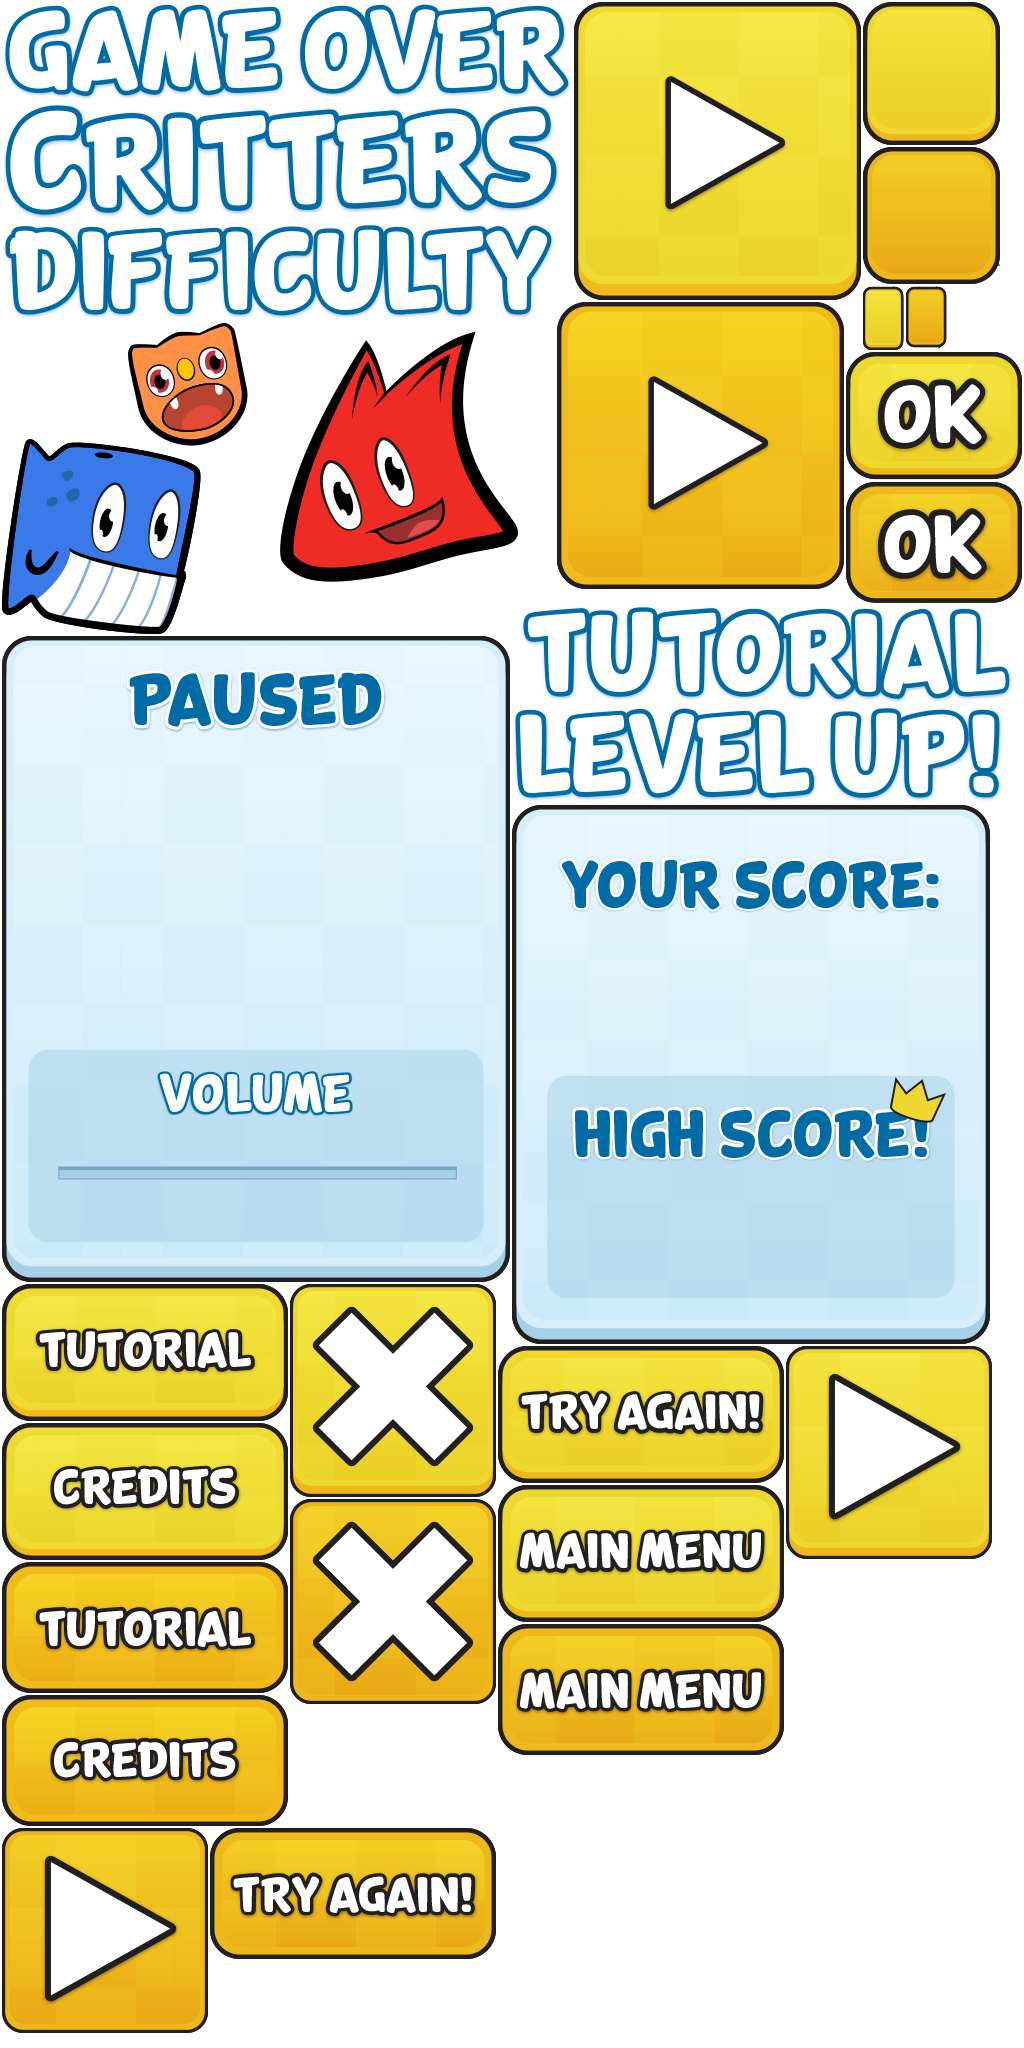 GAME OVER
CRITTERS
DIFFICULTY
OK
OK
TUTORIAL
LEVEL UP!
PAUSED
VOLUME
YOUR SCORE:
HIGH SCORE!
TUTORIAL
CREDITS
TUTORIAL
CREDITS
TRY AGAIN!
MAIN MENU
MAIN MENU
TRY AGAIN!